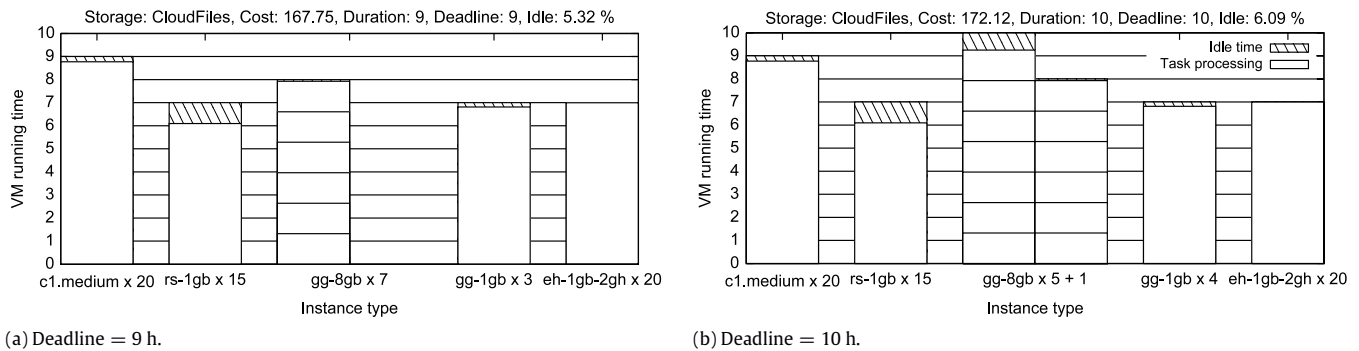 Storage: CloudFiles, Cost: 167.75, Duration: 9, Deadline: 9, Idle: 5.32 %
10
9
8
7
6
5
4
3
2
1
0
VM running time
c1.medium x 20 rs-1gb x 15 gg-8gb x 7 gg-1gb x 3 eh-1gb-2gh x 20
Instance type
(a) Deadline = 9 h.
Storage: CloudFiles, Cost: 172.12, Duration: 10, Deadline: 10, Idle: 6.09 %
Idle time
Task processing
10
9
8
7
6
5
4
3
2
1
0
VM running time
c1.medium x 20 rs-1gb x 15 gg-8gb x 5 + 1 gg-1gb x 4 eh-1gb-2gh x 20
Instance type
(b) Deadline = 10 h.